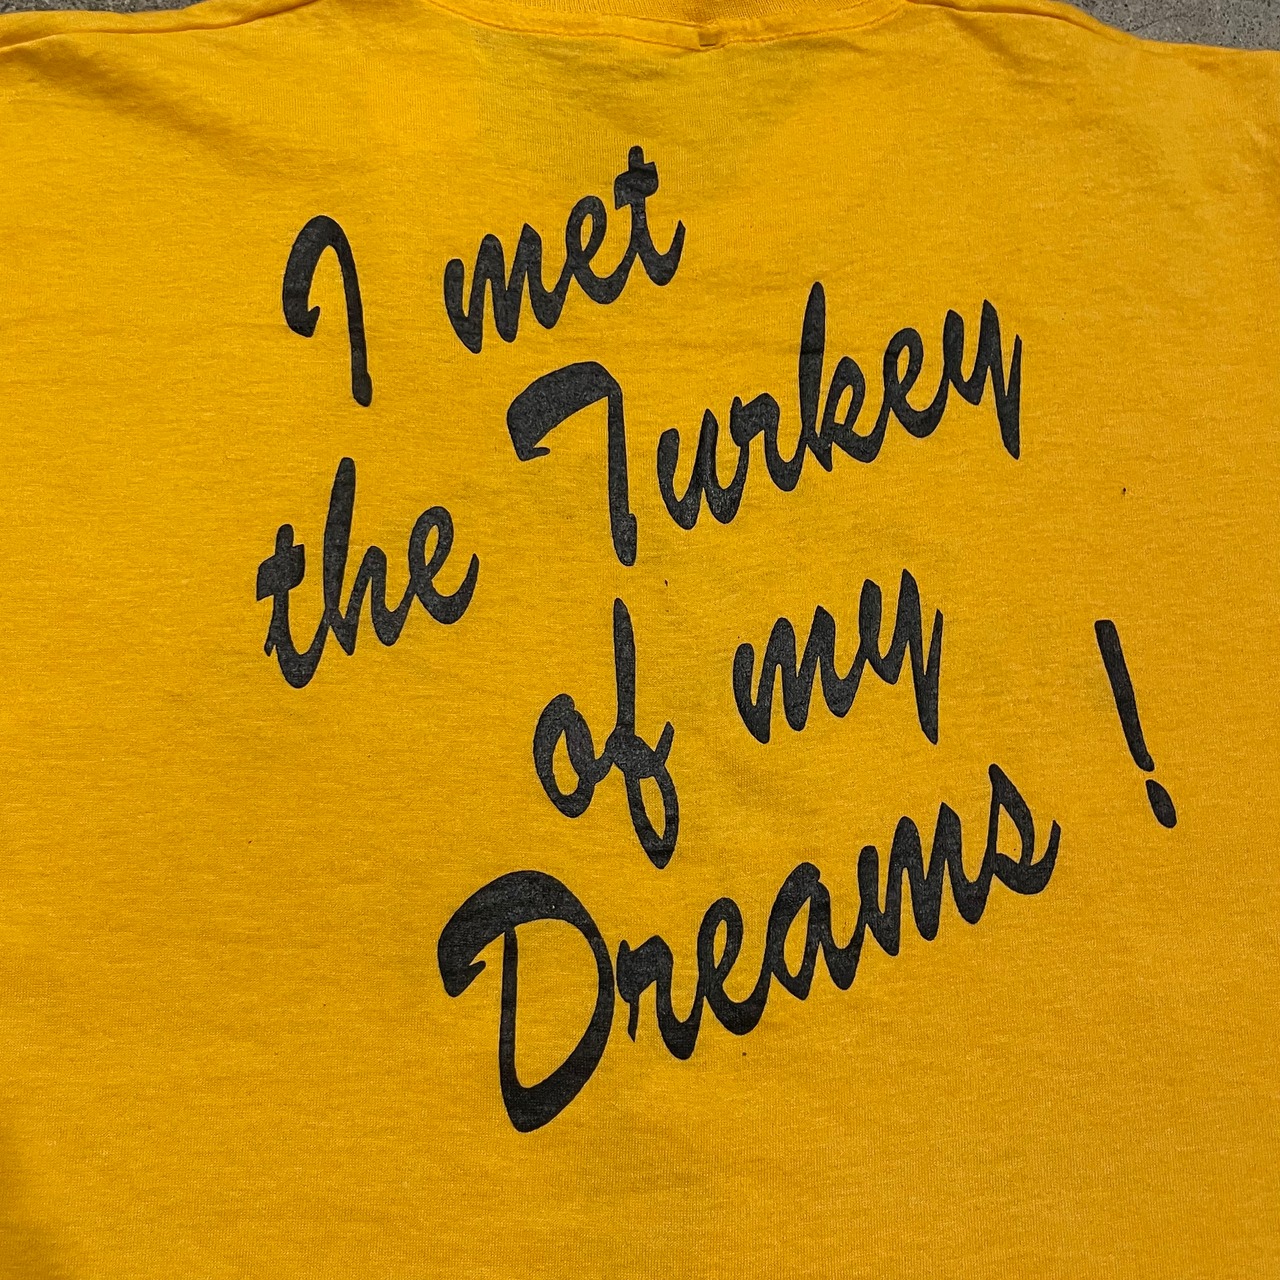 I met
the Turkey
of my
Dreams !